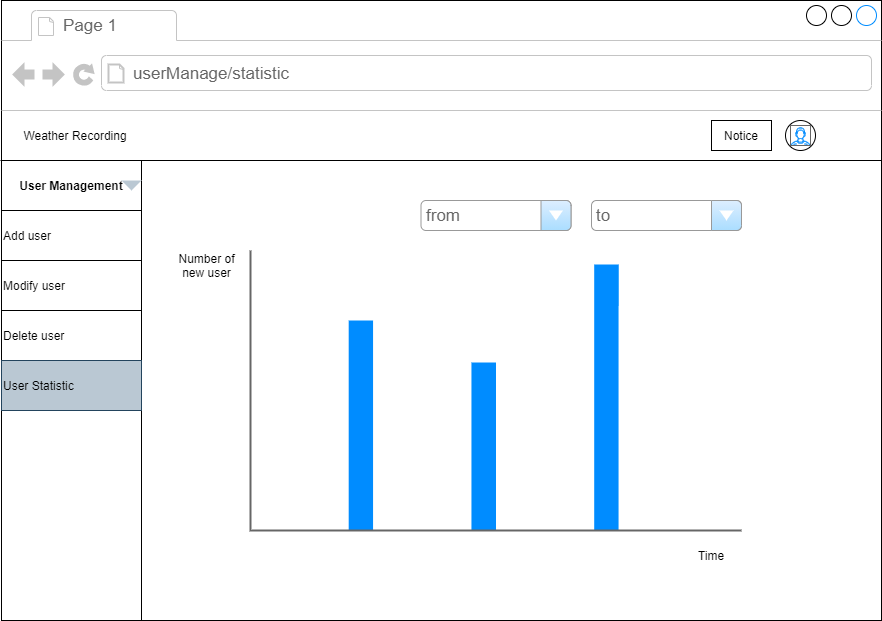 Page 1
userManage/statistic
Weather Recording
Notice
User Management
Add user
Modify user
Delete user
User Statistic
from
to
Number of
new user
Time